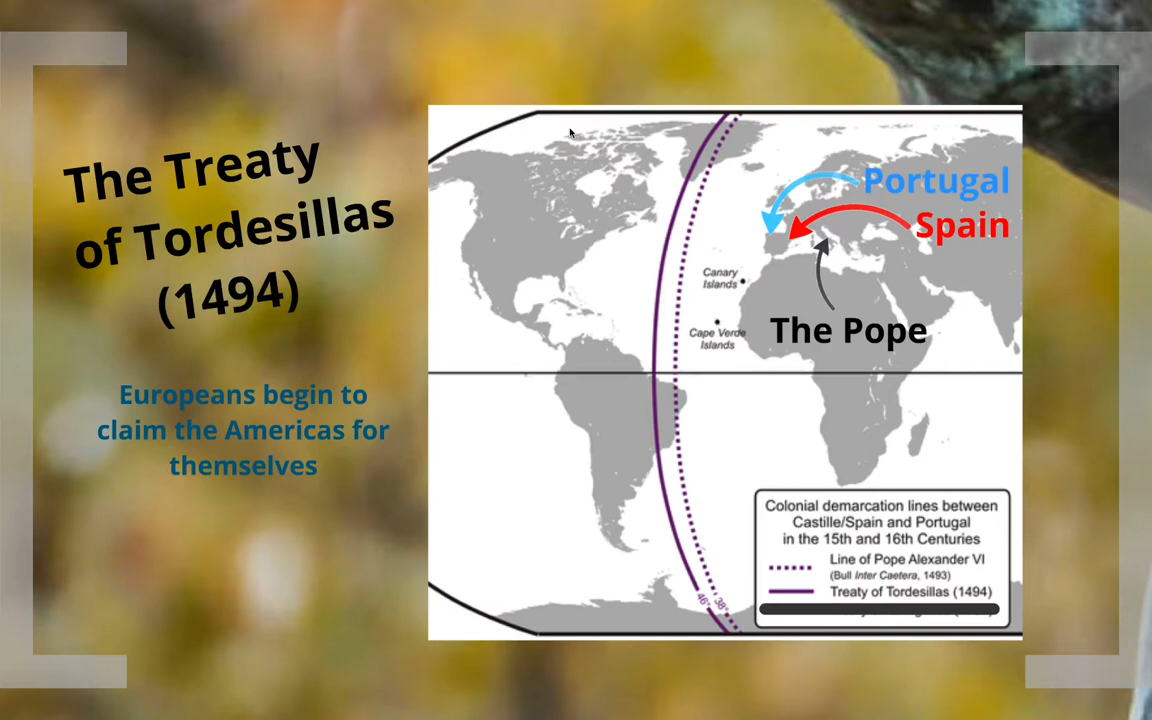 The Treaty
of Tordesillas
(1494)
Europeans begin to
claim the Americas for
themselves
Portugal
Spain
Canary
Islands
Cape Verde
Islands
The Pope
46°
38°
Colonial demarcation lines between
Castille/Spain and Portugal
in the 15th and 16th Centuries
Line of Pope Alexander VI
(Bull Inter Caetera, 1493)
Treaty of Tordesillas (1494)